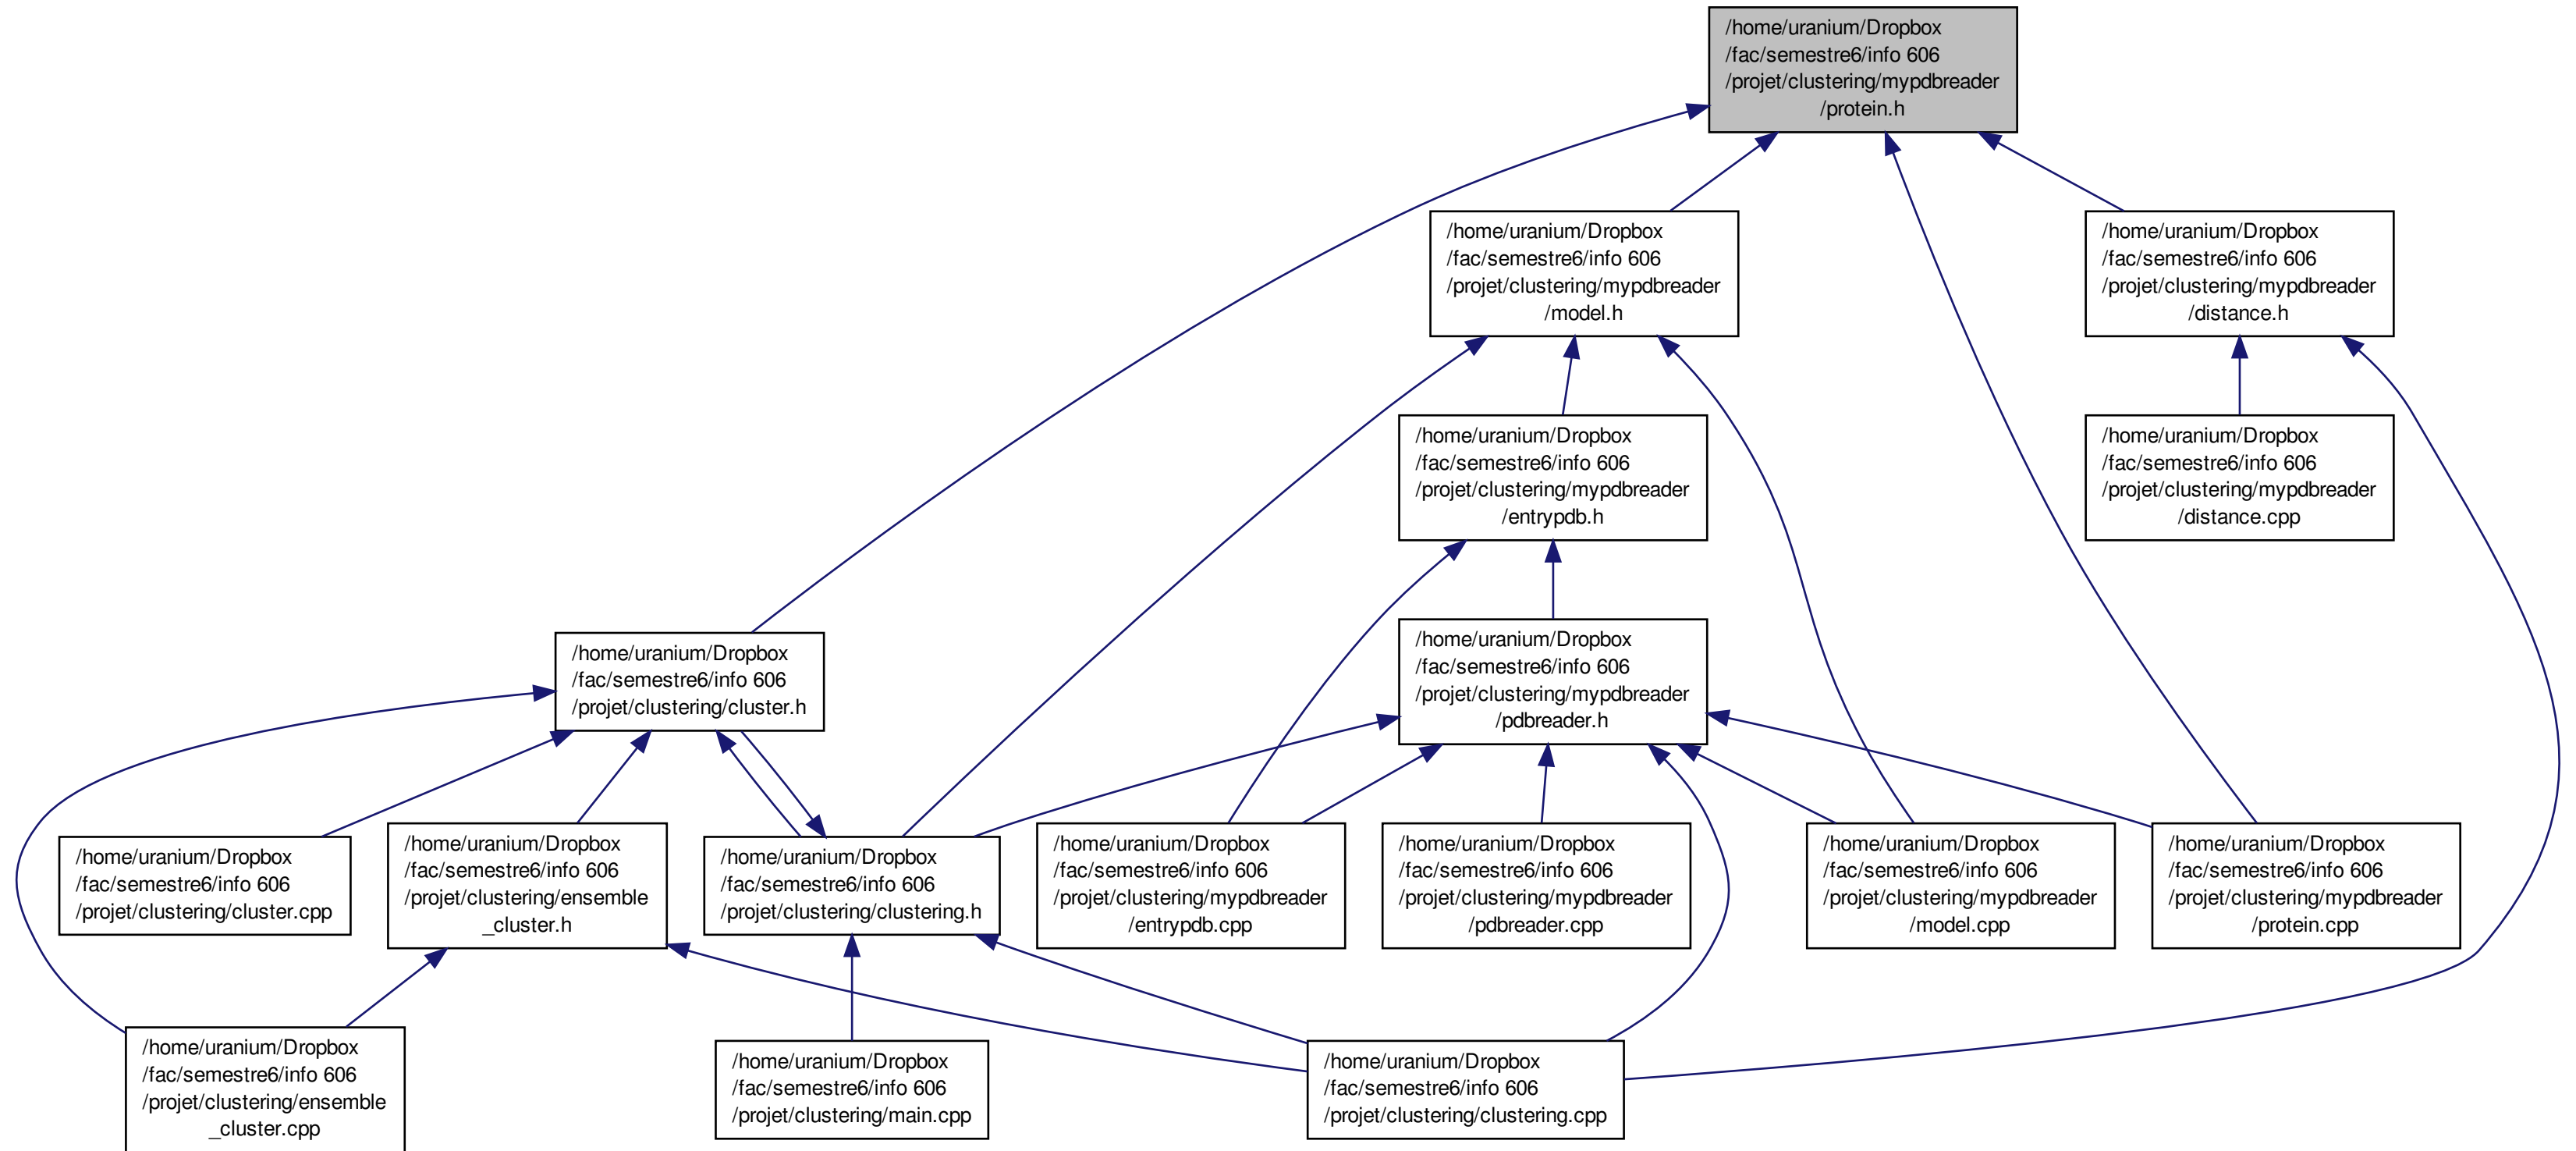 /home/uranium/Dropbox
/fac/semestre6/info 606
/projet/clustering/mypdbreader
/protein.h
/home/uranium/Dropbox
/fac/semestre6/info 606
/projet/clustering/mypdbreader
/model.h
/home/uranium/Dropbox
/fac/semestre6/info 606
/projet/clustering/mypdbreader
/distance.h
/home/uranium/Dropbox
/fac/semestre6/info 606
/projet/clustering/mypdbreader
/entrypdb.h
/home/uranium/Dropbox
/fac/semestre6/info 606
/projet/clustering/mypdbreader
/distance.cpp
/home/uranium/Dropbox
/fac/semestre6/info 606
/projet/clustering/cluster.h
/home/uranium/Dropbox
/fac/semestre6/info 606
/projet/clustering/mypdbreader
/pdbreader.h
/home/uranium/Dropbox
/fac/semestre6/info 606
/projet/clustering/cluster.cpp
/home/uranium/Dropbox
/fac/semestre6/info 606
/projet/clustering/ensemble
_cluster.h
/home/uranium/Dropbox
/fac/semestre6/info 606
/projet/clustering/clustering.h
/home/uranium/Dropbox
/fac/semestre6/info 606
/projet/clustering/mypdbreader
/entrypdb.cpp
/home/uranium/Dropbox
/fac/semestre6/info 606
/projet/clustering/mypdbreader
/pdbreader.cpp
/home/uranium/Dropbox
/fac/semestre6/info 606
/projet/clustering/mypdbreader
/model.cpp
/home/uranium/Dropbox
/fac/semestre6/info 606
/projet/clustering/mypdbreader
/protein.cpp
/home/uranium/Dropbox
/fac/semestre6/info 606
/projet/clustering/ensemble
_cluster.cpp
/home/uranium/Dropbox
/fac/semestre6/info 606
/projet/clustering/main.cpp
/home/uranium/Dropbox
/fac/semestre6/info 606
/projet/clustering/clustering.cpp